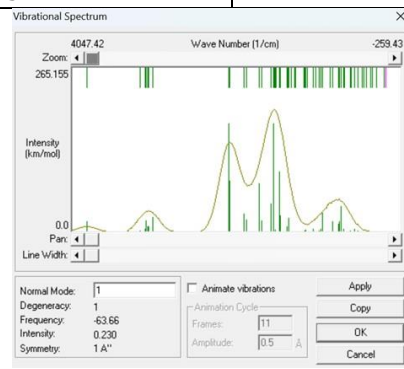 Vibrational Spectrum
4047.42 Wave Number (1/cm) -259.43
Zoom:
265.155
Intensity
(km/mol)
0.0
Pan:
Line Width:
Normal Mode: 1
Degeneracy: 1
Frequency: -63.66
Intensity: 0.230
Symmetry: 1 A''
Animate vibrations
Animation Cycle
Frames: 11
Amplitude: 0.5 Å
Apply
Copy
OK
Cancel